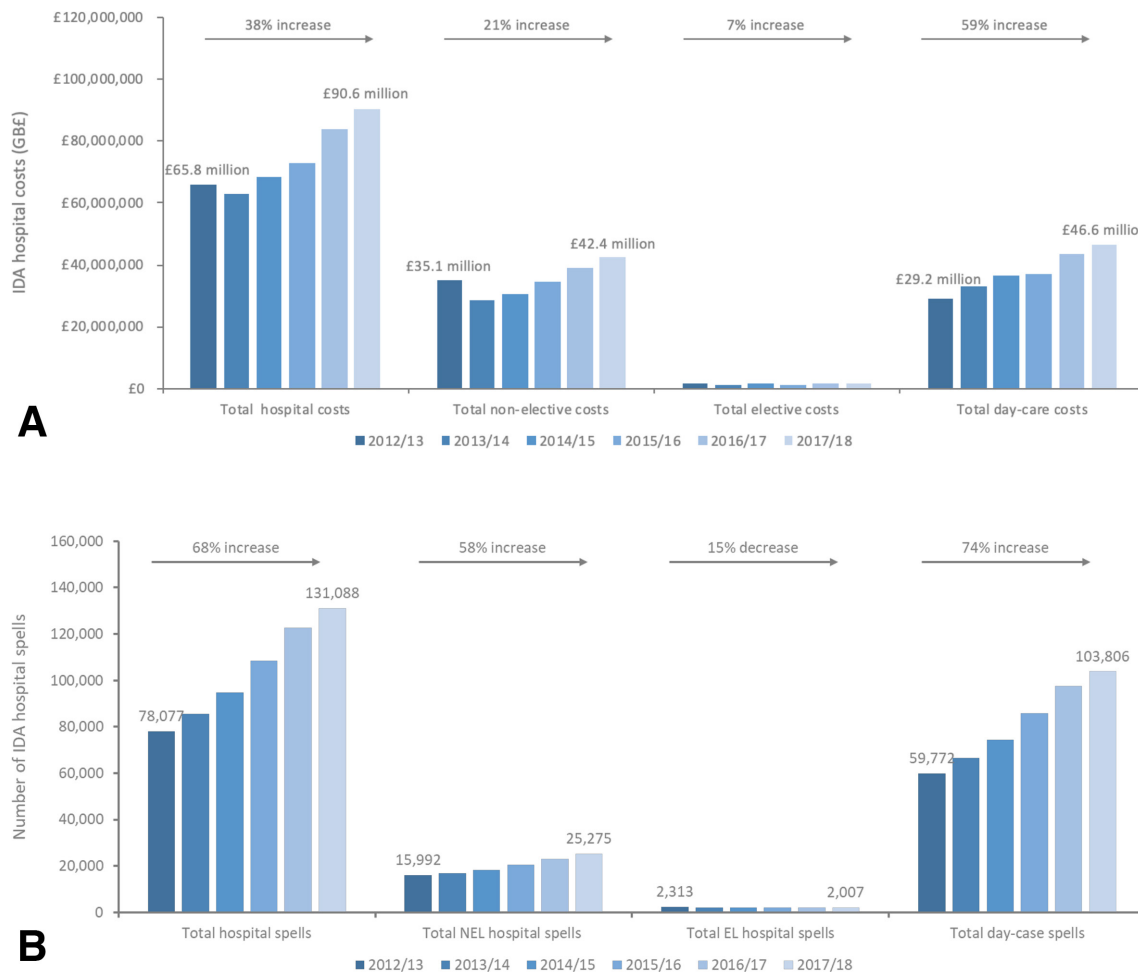 £120,000,000
£100,000,000
£80,000,000
£60,000,000
£40,000,000
£20,000,000
£0
IDA hospital costs (GB£)
38% increase
21% increase
7% increase
59% increase
£65.8 million
£90.6 million
£35.1 million
£42.4 million
£29.2 million
£46.6 millio
Total hospital costs
Total non-elective costs
Total elective costs
Total day-care costs
A
2012/13 2013/14 2014/15 2015/16 2016/17 2017/18
160,000
140,000
120,000
100,000
80,000
60,000
40,000
20,000
0
Number of IDA hospital spells
68% increase
58% increase
15% decrease
74% increase
78,077
131,088
15,992
25,275
2,313
2,007
59,772
103,806
Total hospital spells
Total NEL hospital spells
Total EL hospital spells
Total day-case spells
B
2012/13 2013/14 2014/15 2015/16 2016/17 2017/18